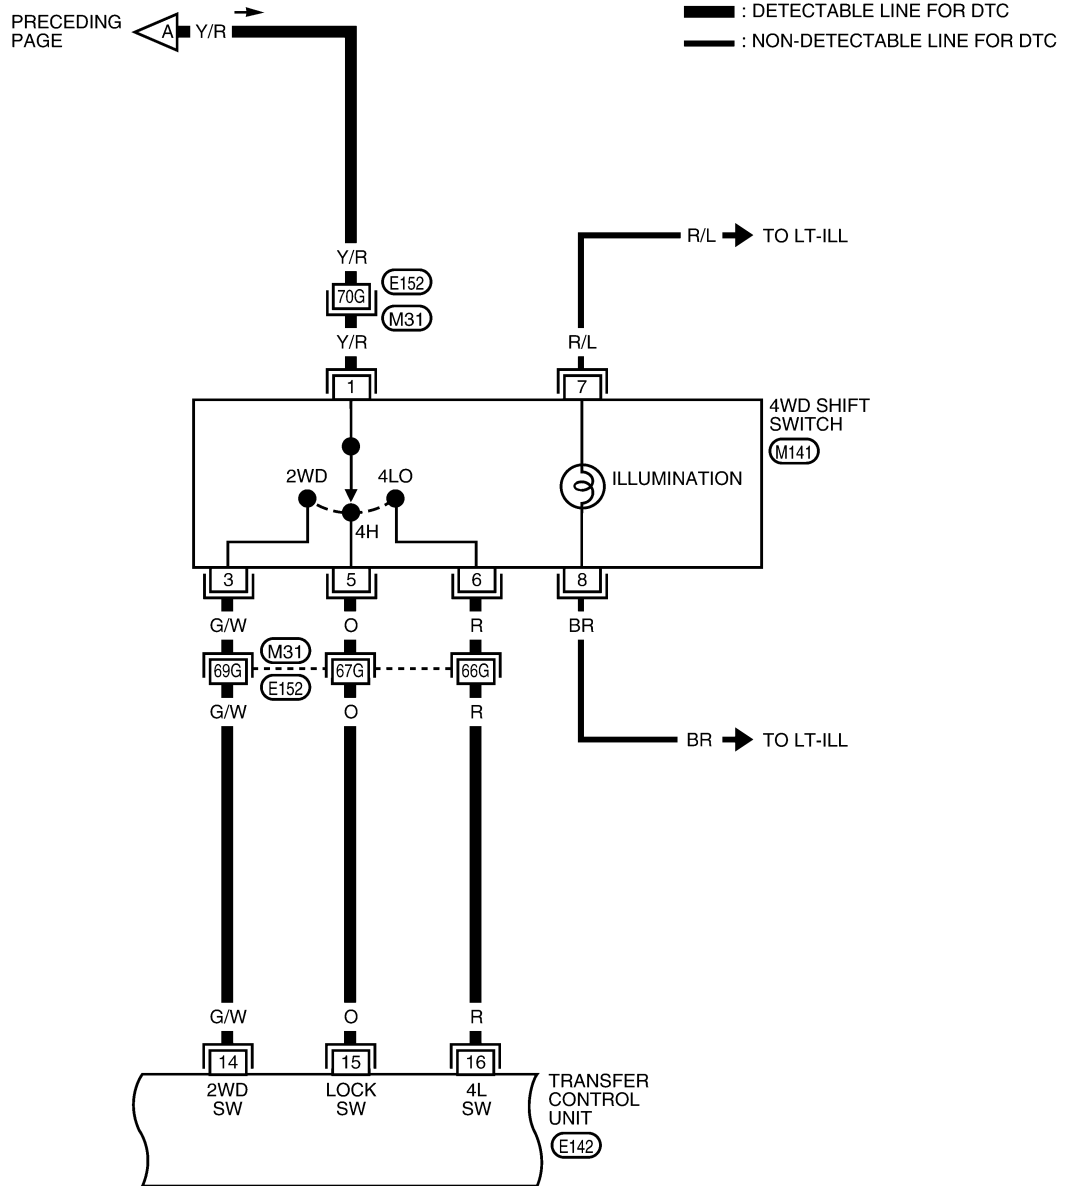 PRECEDING
PAGE
A
Y/R
: DETECTABLE LINE FOR DTC
: NON-DETECTABLE LINE FOR DTC
R/L
TO LT-ILL
Y/R
E152
70G
M31
Y/R
R/L
1
7
4WD SHIFT
SWITCH
M141
2WD
4LO
ILLUMINATION
4H
3
5
6
8
G/W
O
R
BR
M31
69G
67G
66G
E152
G/W
O
R
BR
TO LT-ILL
G/W
O
R
14
15
16
2WD
SW
LOCK
SW
4L
SW
TRANSFER
CONTROL
UNIT
E142